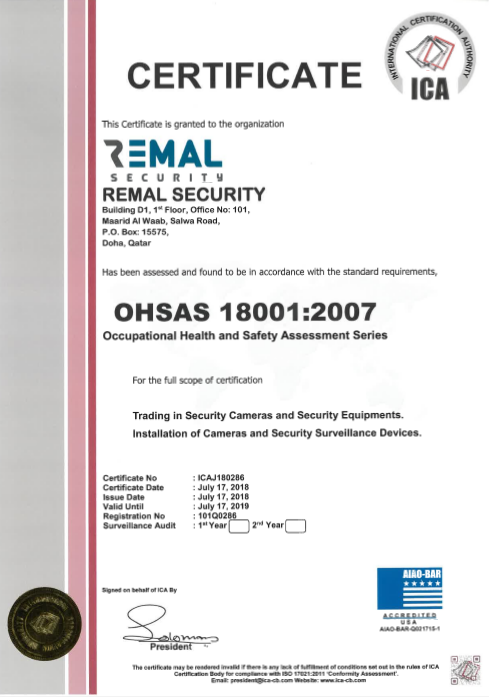 INTERNATIONAL CERTIFICATION AUTHORITY
ICA
CERTIFICATE
This Certificate is granted to the organization
REMAL
SECURITY
REMAL SECURITY
Building D1, 1st Floor, Office No: 101,
Maarid Al Waab, Salwa Road,
P.O. Box: 15575,
Doha, Qatar
Has been assessed and found to be in accordance with the standard requirements,
OHSAS 18001:2007
Occupational Health and Safety Assessment Series
For the full scope of certification
Trading in Security Cameras and Security Equipments.
Installation of Cameras and Security Surveillance Devices.
Certificate No : ICAJ180286
Certificate Date : July 17, 2018
Issue Date : July 17, 2018
Valid Until : July 17, 2019
Registration No : 101Q0286
Surveillance Audit : 1st Year 2nd Year
Signed on behalf of ICA By
Solomon
President
AIAO-BAR
ACCREDITED
USA
AIAO-BAR-Q021715-1
The certificate may be rendered invalid if there is any lack of fulfillment of conditions set out in the rules of ICA
Certification Body for compliance with ISO 17021:2011 'Conformity Assessment'.
Email: president@ica-cb.com Website: www.ica-cb.com